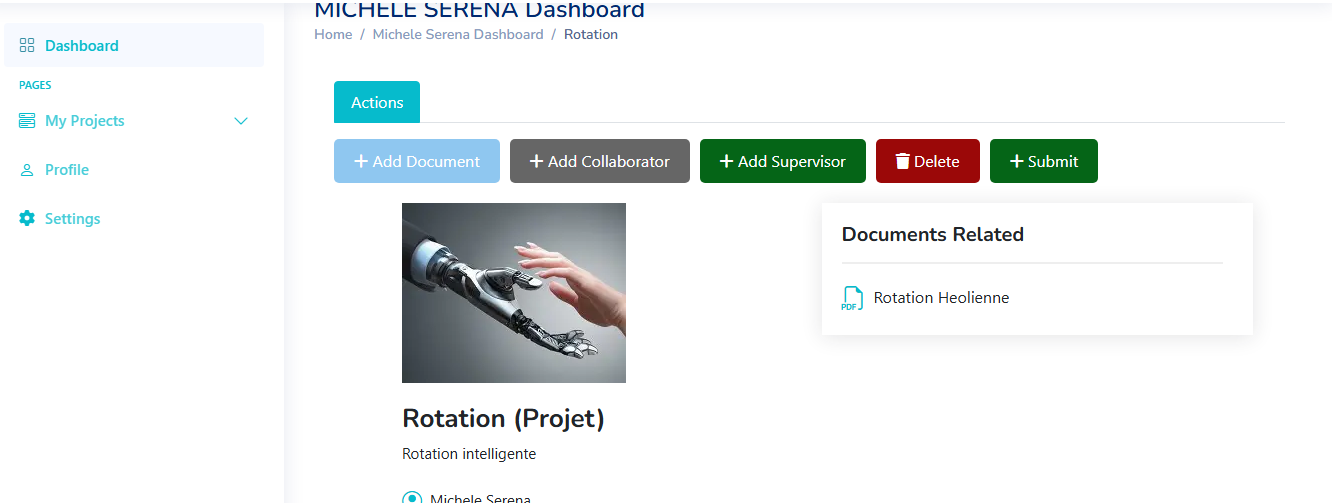 MICHELE SERENA Dashboard
Home / Michele Serena Dashboard / Rotation
Dashboard
PAGES
My Projects
Profile
Settings
Actions
+ Add Document + Add Collaborator + Add Supervisor Delete + Submit
Documents Related
PDF Rotation Heolienne
Rotation (Projet)
Rotation intelligente
Michele Serena